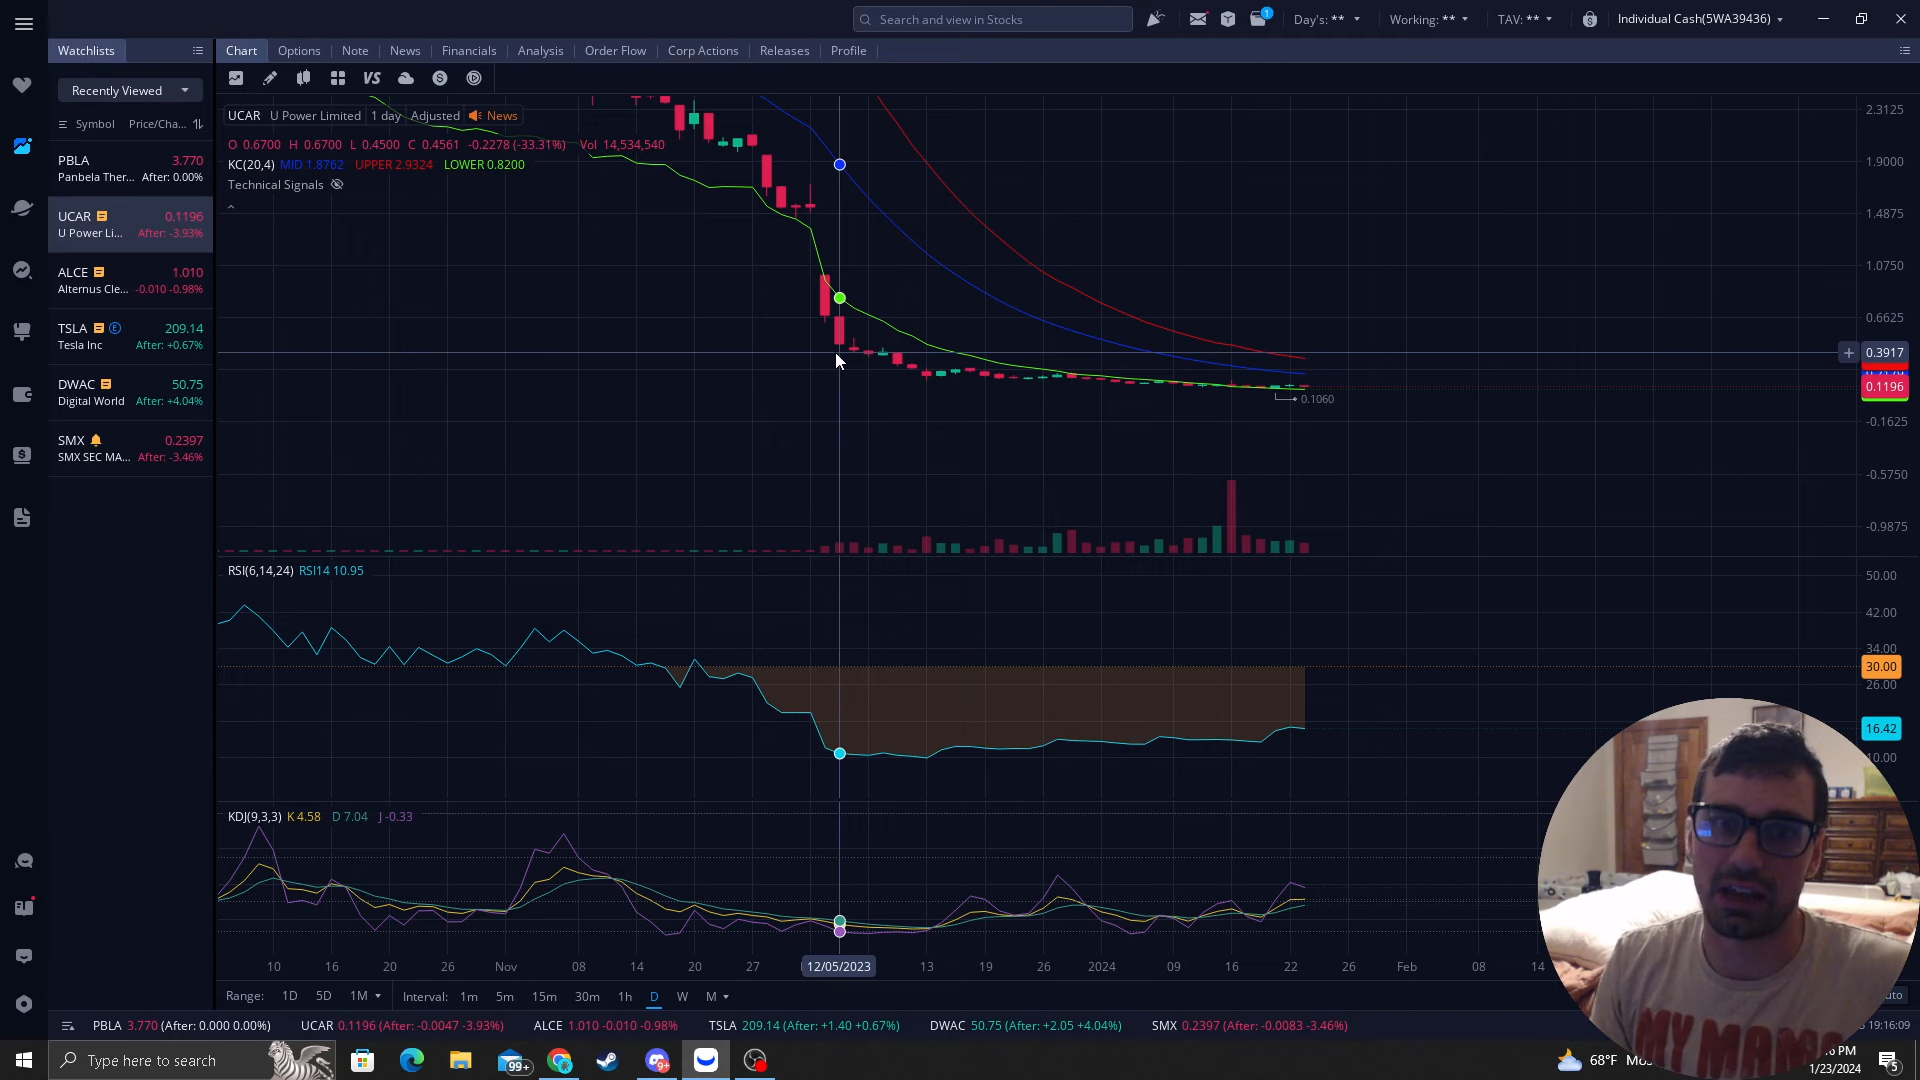 Search and view in Stocks
Day's: **
Working: **
TAV: **
Individual Cash(5WA39436)
Watchlists
Chart Options Note News Financials Analysis Order Flow Corp Actions Releases Profile
Recently Viewed
Symbol Price/Cha...
PBLA 3.770
Panbela Ther... After: 0.00%
UCAR 0.1196
U Power Li... After: -3.93%
ALCE 1.010
Alternus Cle... -0.010 -0.98%
TSLA E 209.14
Tesla Inc After: +0.67%
DWAC 50.75
Digital World After: +4.04%
SMX 0.2397
SMX SEC MA... After: -3.46%
VS
UCAR U Power Limited 1 day Adjusted News
O 0.6700 H 0.6700 L 0.4500 C 0.4561 -0.2278 (-33.31%) Vol 14,534,540
KC(20,4) MID 1.8762 UPPER 2.9324 LOWER 0.8200
Technical Signals
2.3125
1.9000
1.4875
1.0750
0.6625
0.3917
0.1196
0.1060
-0.1625
-0.5750
-0.9875
RSI(6,14,24) RSI14 10.95
50.00
42.00
34.00
30.00
26.00
16.42
10.00
KDJ(9,3,3) K 4.58 D 7.04 J -0.33
10 16 20 26 Nov 08 14 20 27 12/05/2023 13 19 26 2024 09 16 22 26 Feb 08 14
Range: 1D 5D 1M Interval: 1m 5m 15m 30m 1h D W M
PBLA 3.770 (After: 0.000 0.00%) UCAR 0.1196 (After: -0.0047 -3.93%) ALCE 1.010 -0.010 -0.98% TSLA 209.14 (After: +1.40 +0.67%) DWAC 50.75 (After: +2.05 +4.04%) SMX 0.2397 (After: -0.0083 -3.46%)
19:16:09
Type here to search
99+
9+
68°F
PM
1/23/2024
5
MY MAMA